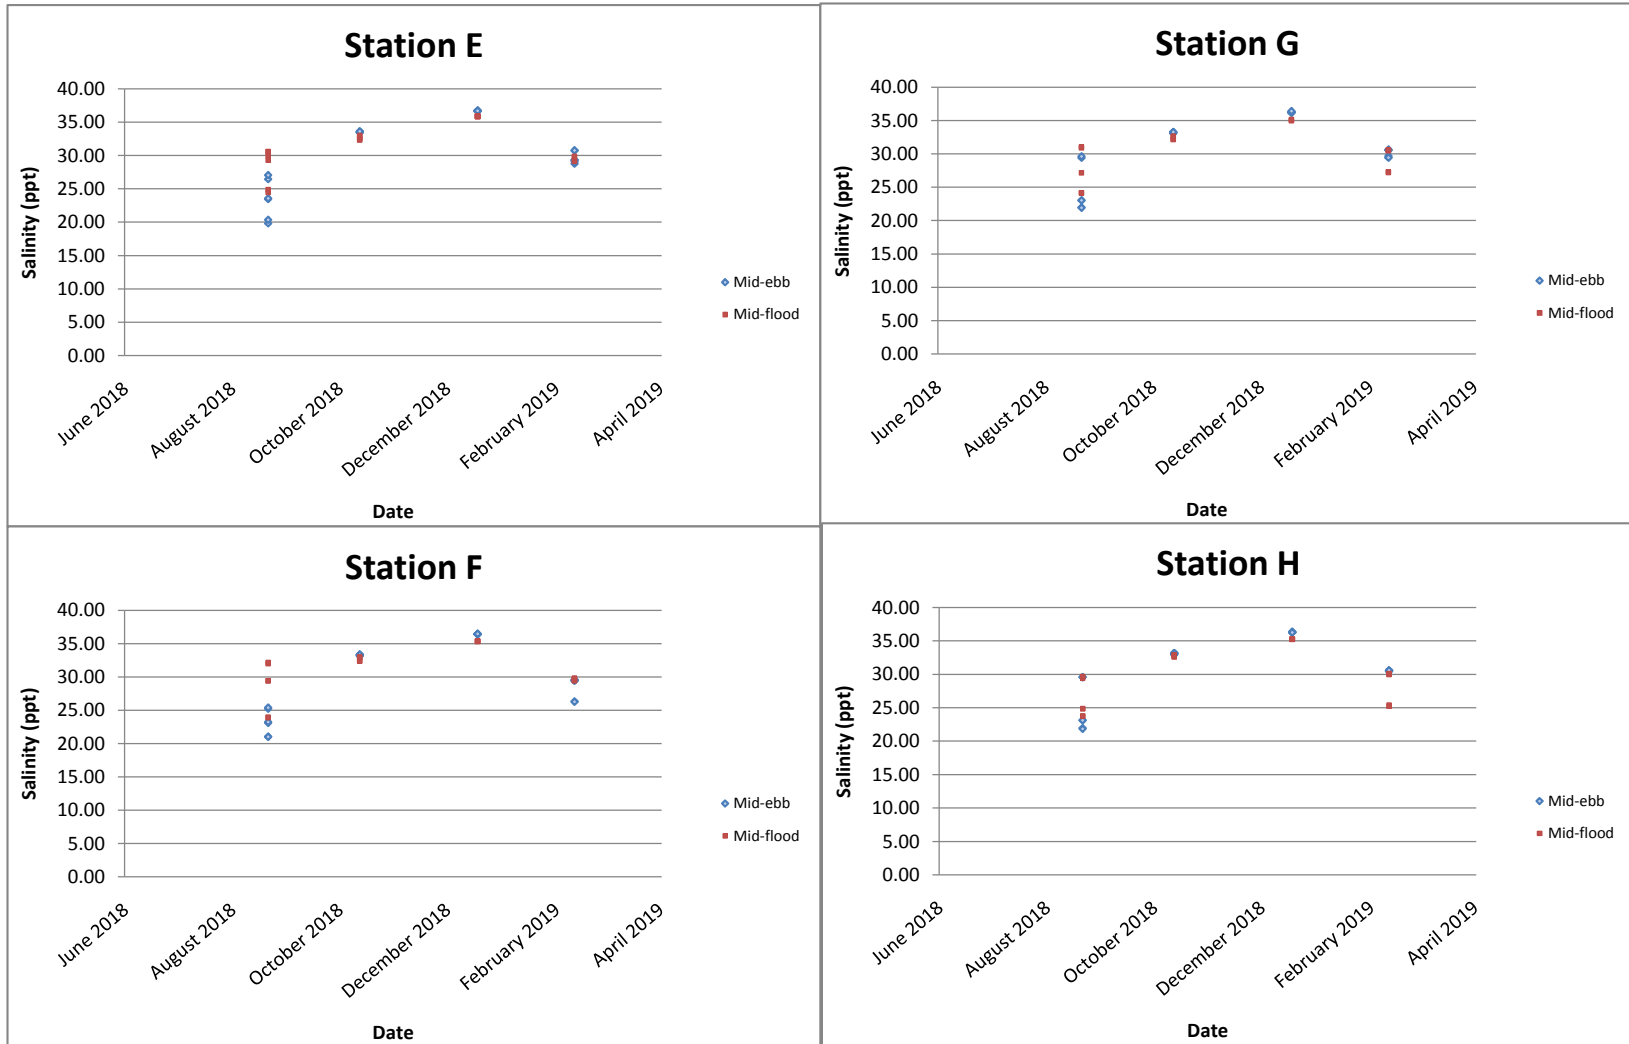 Station E
Salinity (ppt)
40.00
35.00
30.00
25.00
20.00
15.00
10.00
5.00
0.00
June 2018
August 2018
October 2018
December 2018
February 2019
April 2019
Date
Mid-ebb
Mid-flood
Station G
Salinity (ppt)
40.00
35.00
30.00
25.00
20.00
15.00
10.00
5.00
0.00
June 2018
August 2018
October 2018
December 2018
February 2019
April 2019
Date
Mid-ebb
Mid-flood
Station F
Salinity (ppt)
40.00
35.00
30.00
25.00
20.00
15.00
10.00
5.00
0.00
June 2018
August 2018
October 2018
December 2018
February 2019
April 2019
Date
Mid-ebb
Mid-flood
Station H
Salinity (ppt)
40.00
35.00
30.00
25.00
20.00
15.00
10.00
5.00
0.00
June 2018
August 2018
October 2018
December 2018
February 2019
April 2019
Date
Mid-ebb
Mid-flood